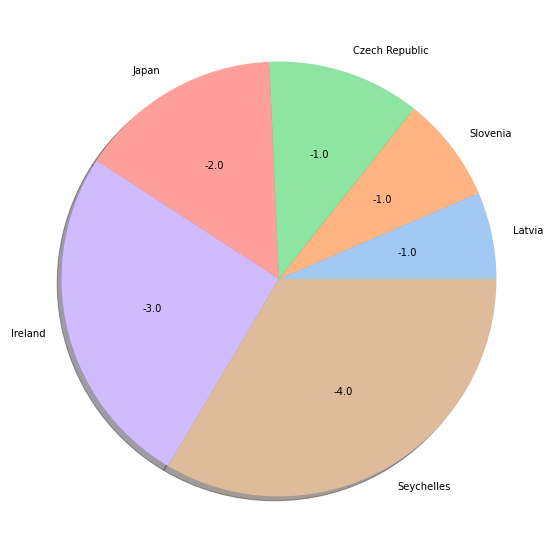 Czech Republic
Japan
Slovenia
-1.0
-2.0
-1.0
Latvia
-1.0
-3.0
Ireland
-4.0
Seychelles